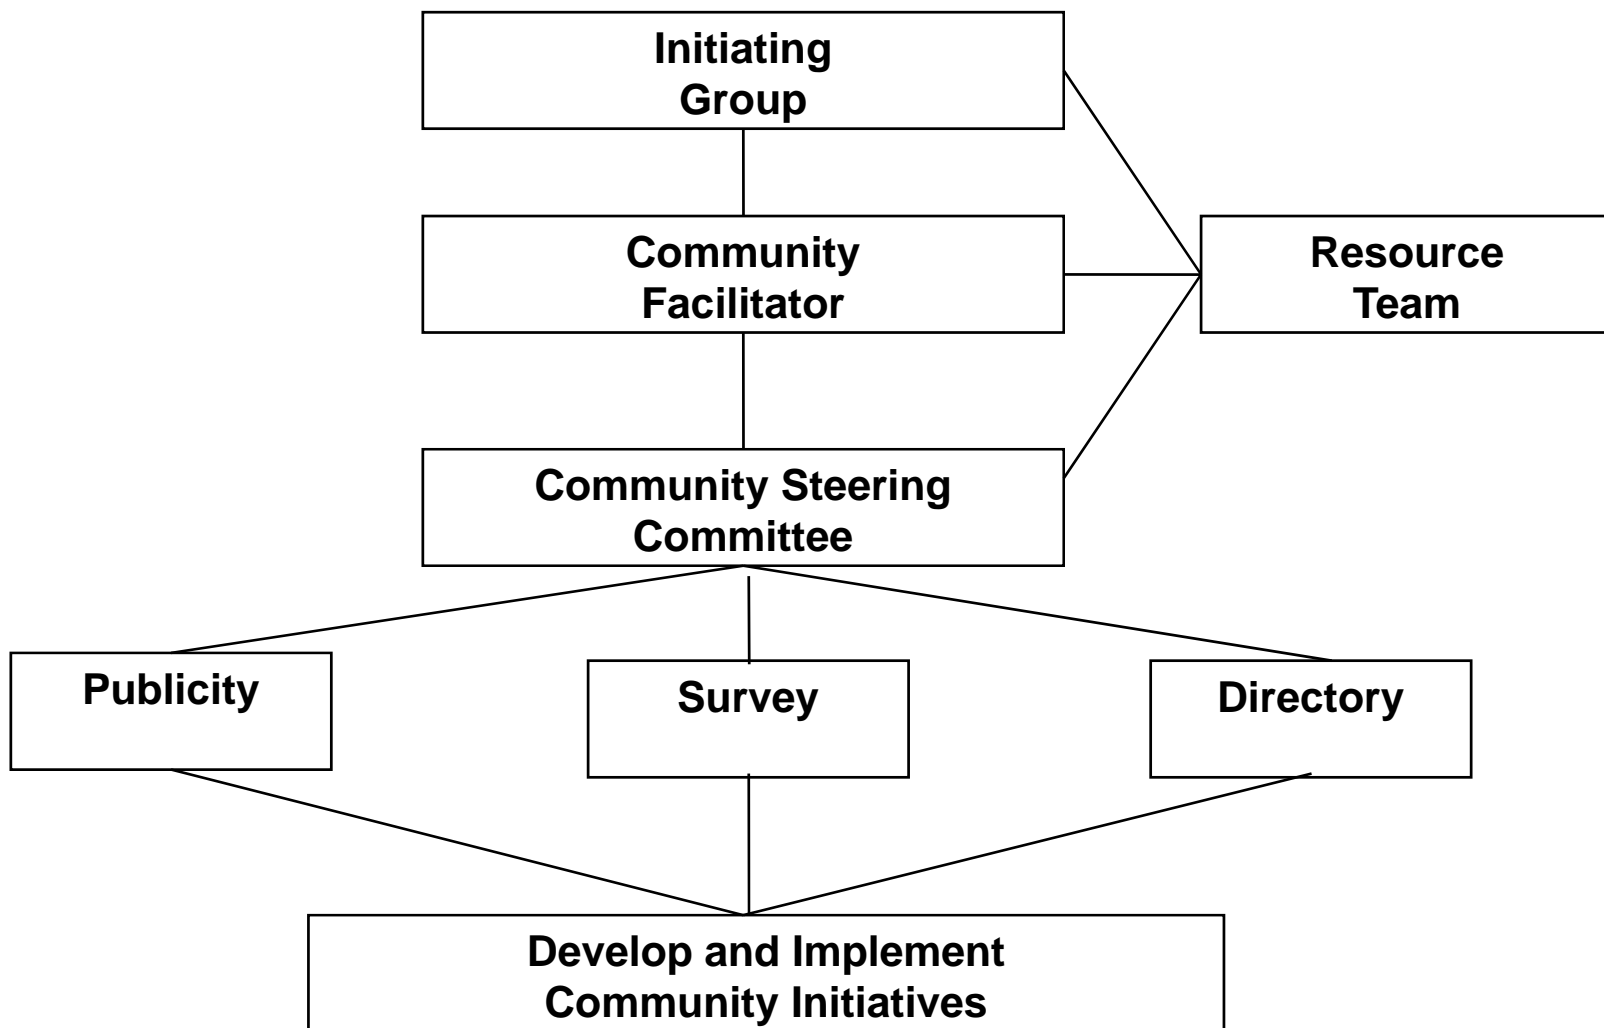 Initiating
Group
Community
Facilitator
Resource
Team
Community Steering
Committee
Publicity
Survey
Directory
Develop and Implement
Community Initiatives